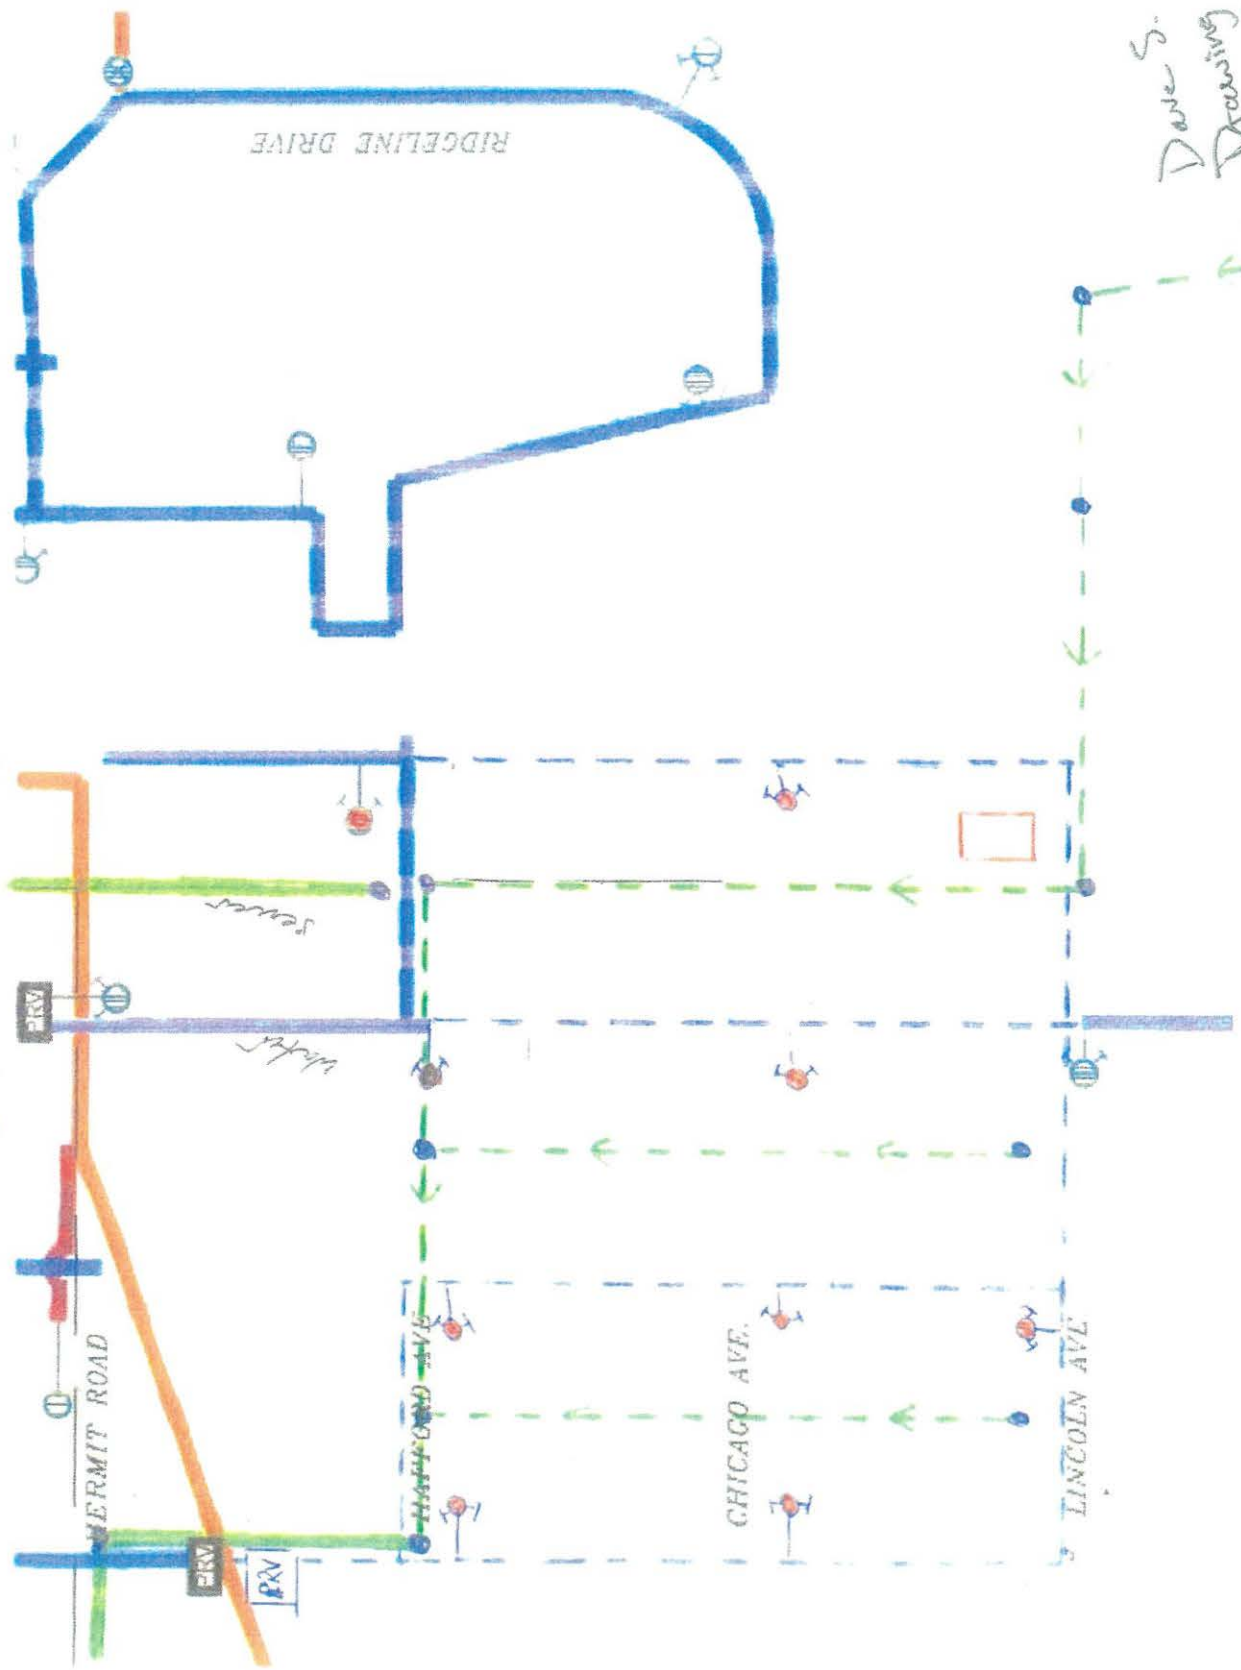 Dave S.
Drawing
RIDGELINE DRIVE
sewer
PRV
water
HERMIT ROAD
HAFFORD AVE
CHICAGO AVE.
LINCOLN AVE
PRV
PRV